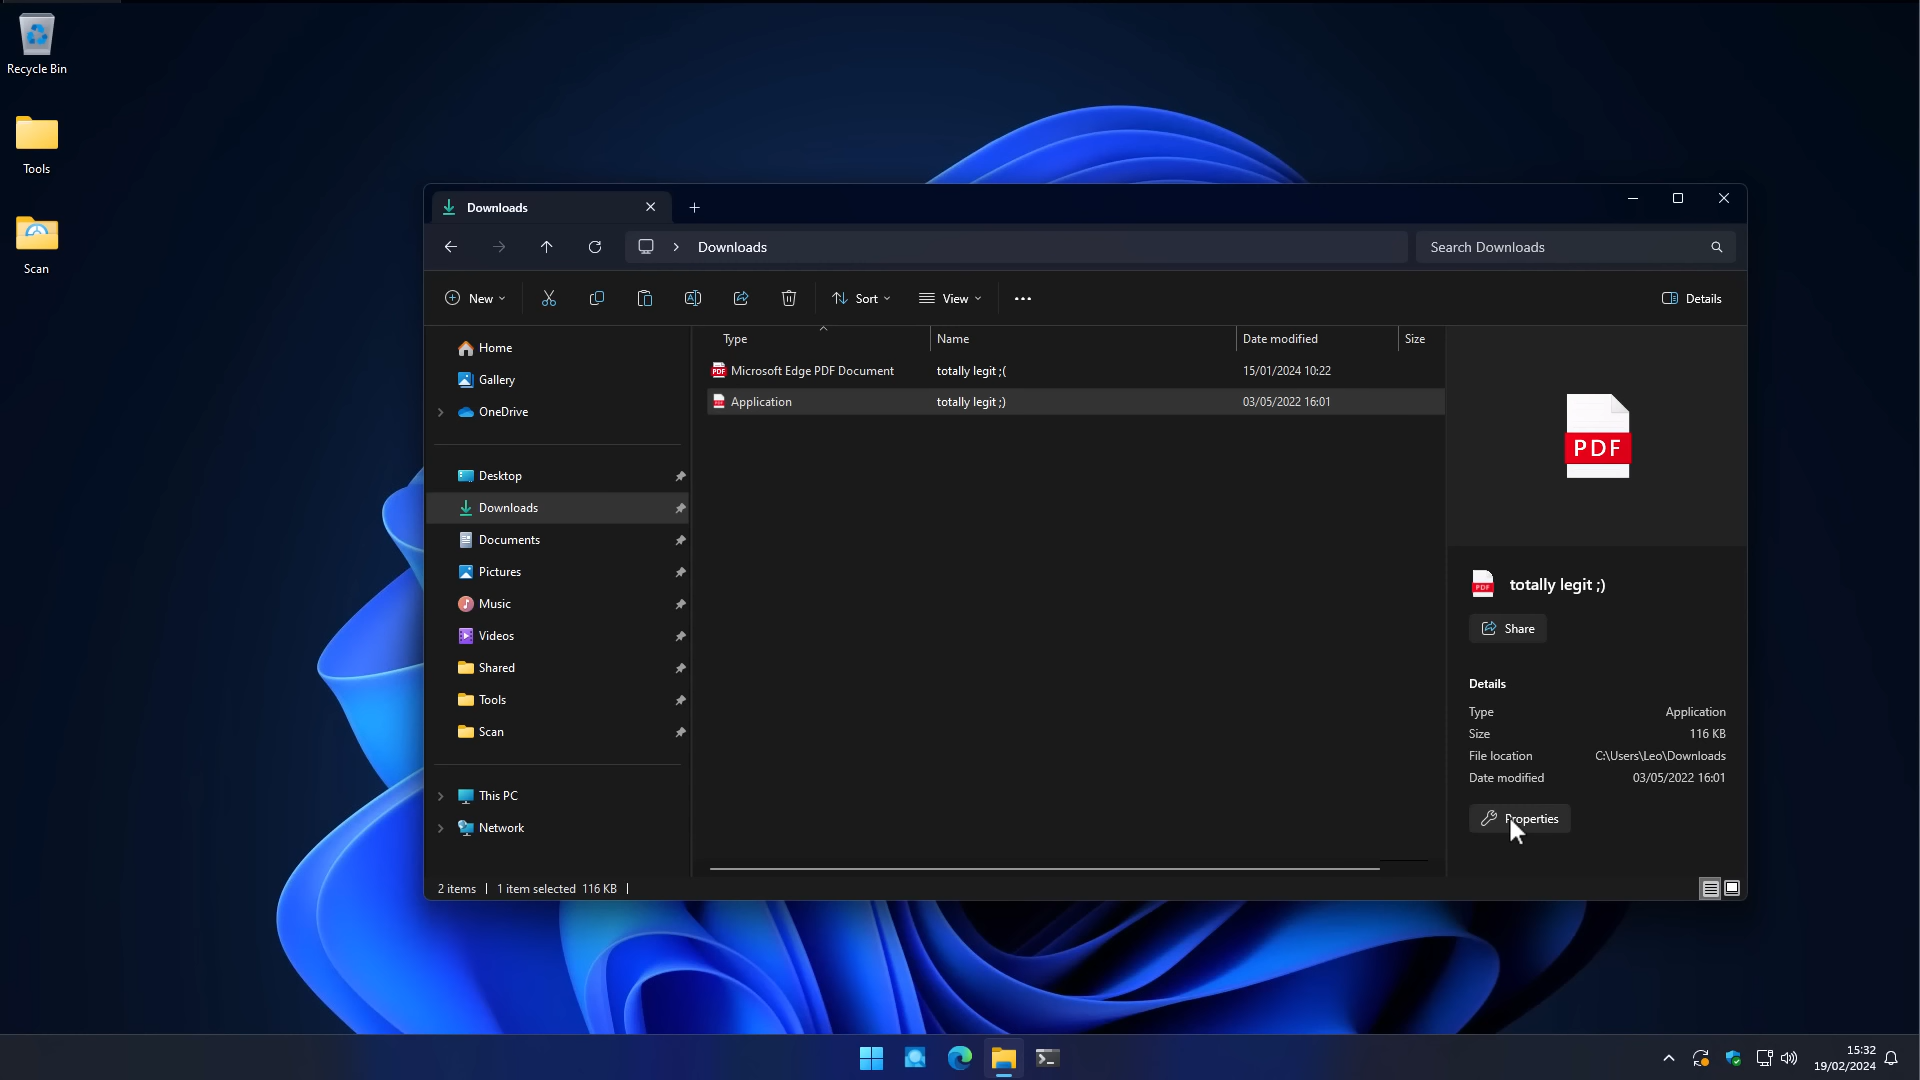 Recycle Bin
Tools
Scan
Downloads
Downloads
Search Downloads
New
Sort
View
Details
Home
Gallery
OneDrive
Desktop
Downloads
Documents
Pictures
Music
Videos
Shared
Tools
Scan
This PC
Network
Type Name Date modified Size
Microsoft Edge PDF Document totally legit ;( 15/01/2024 10:22
Application totally legit ;) 03/05/2022 16:01
PDF
totally legit ;)
Share
Details
Type Application
Size 116 KB
File location C:\Users\Leo\Downloads
Date modified 03/05/2022 16:01
Properties
2 items 1 item selected 116 KB
15:32
19/02/2024